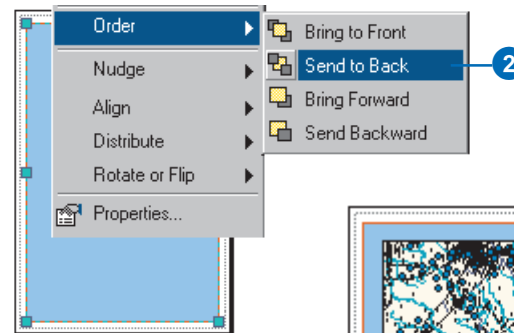 Order
Bring to Front
Nudge
Send to Back
2
Align
Bring Forward
Distribute
Send Backward
Rotate or Flip
Properties...